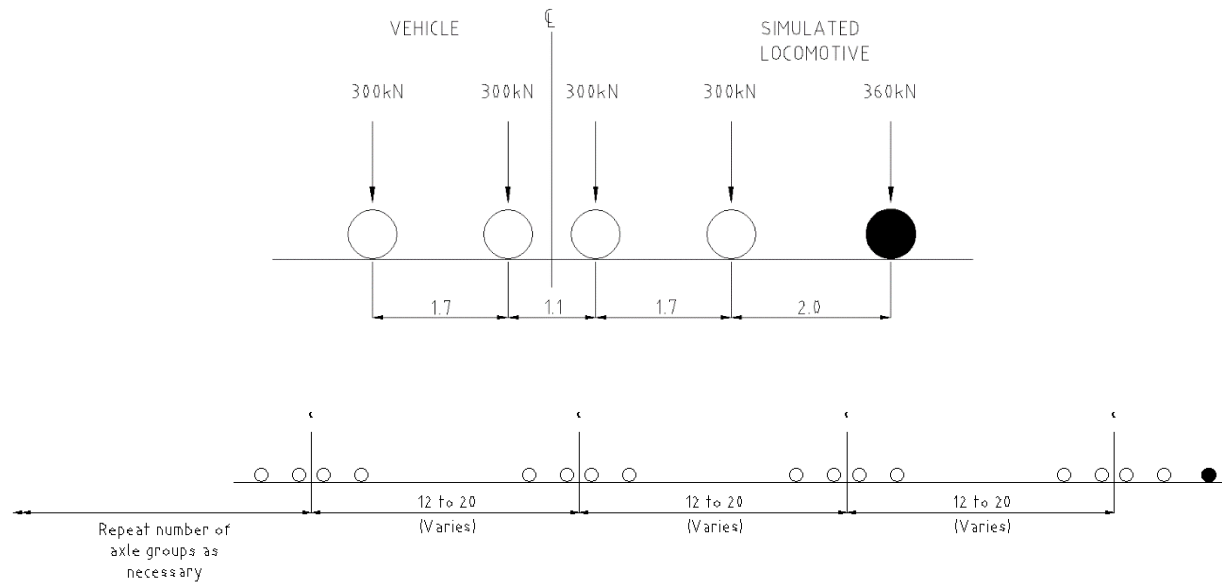 VEHICLE
℄
SIMULATED
LOCOMOTIVE
300kN
300kN
300kN
300kN
360kN
1.7
1.1
1.7
2.0
12 to 20
(Varies)
12 to 20
(Varies)
12 to 20
(Varies)
Repeat number of
axle groups as
necessary